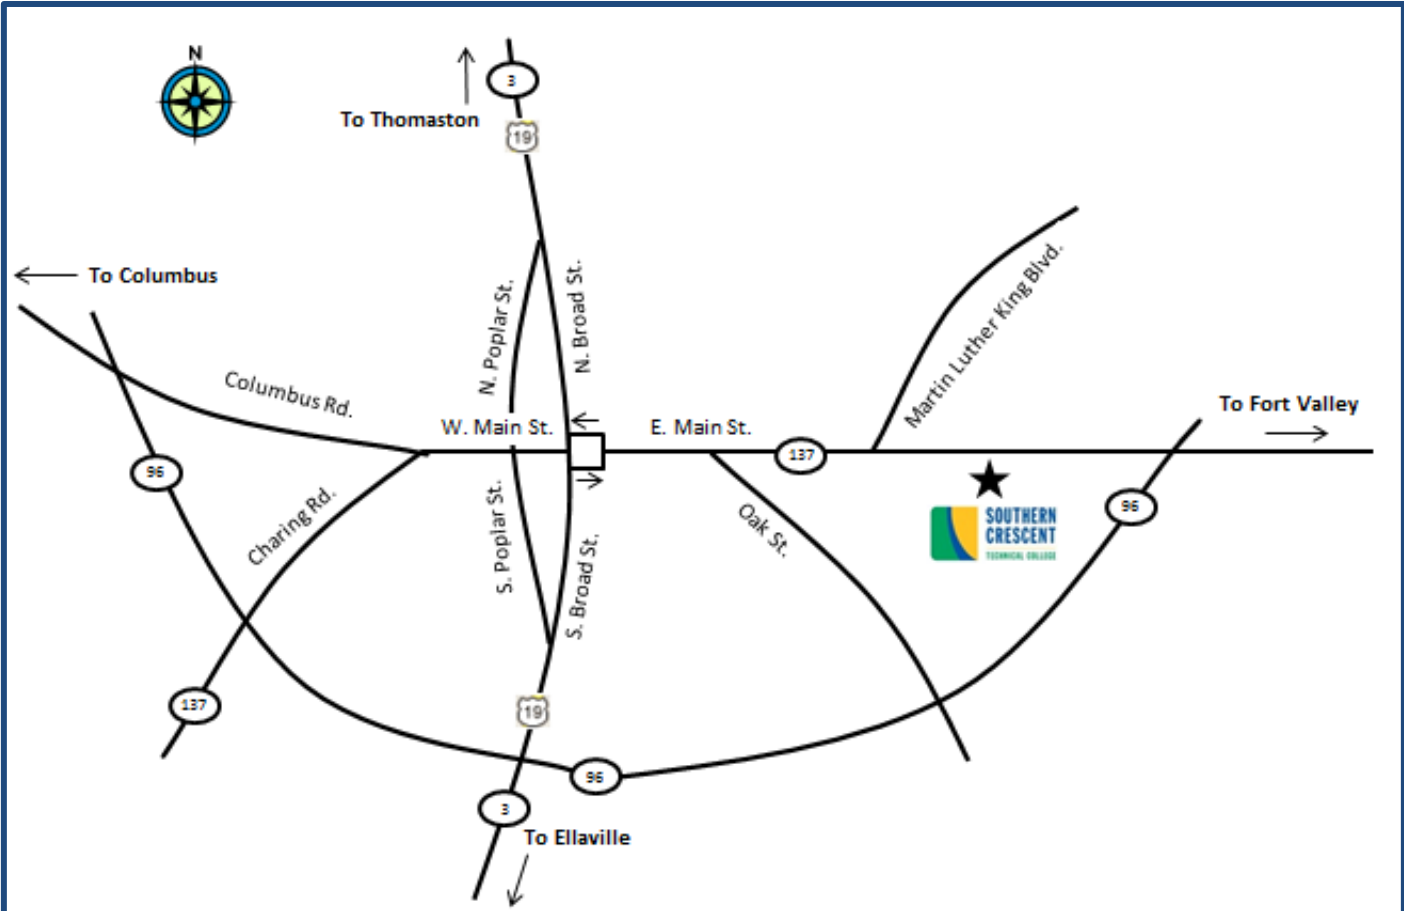 N
3
To Thomaston
19
To Columbus
N. Poplar St.
N. Broad St.
Martin Luther King Blvd.
Columbus Rd.
To Fort Valley
W. Main St.
E. Main St.
137
96
96
Charing Rd.
S. Poplar St.
S. Broad St.
Oak St.
SOUTHERN
CRESCENT
TECHNICAL COLLEGE
137
19
96
3
To Ellaville